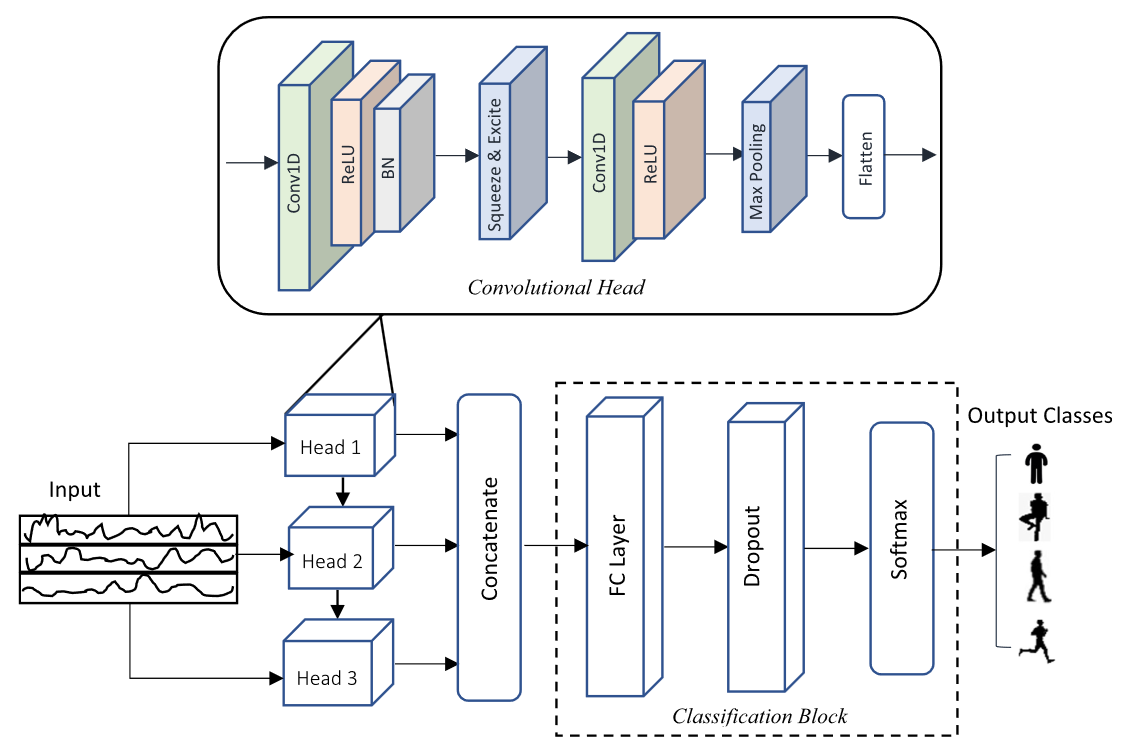 Conv1D
ReLU
BN
Squeeze & Excite
Conv1D
ReLU
Max Pooling
Flatten
Convolutional Head
Input
Head 1
Head 2
Head 3
Concatenate
FC Layer
Dropout
Softmax
Classification Block
Output Classes